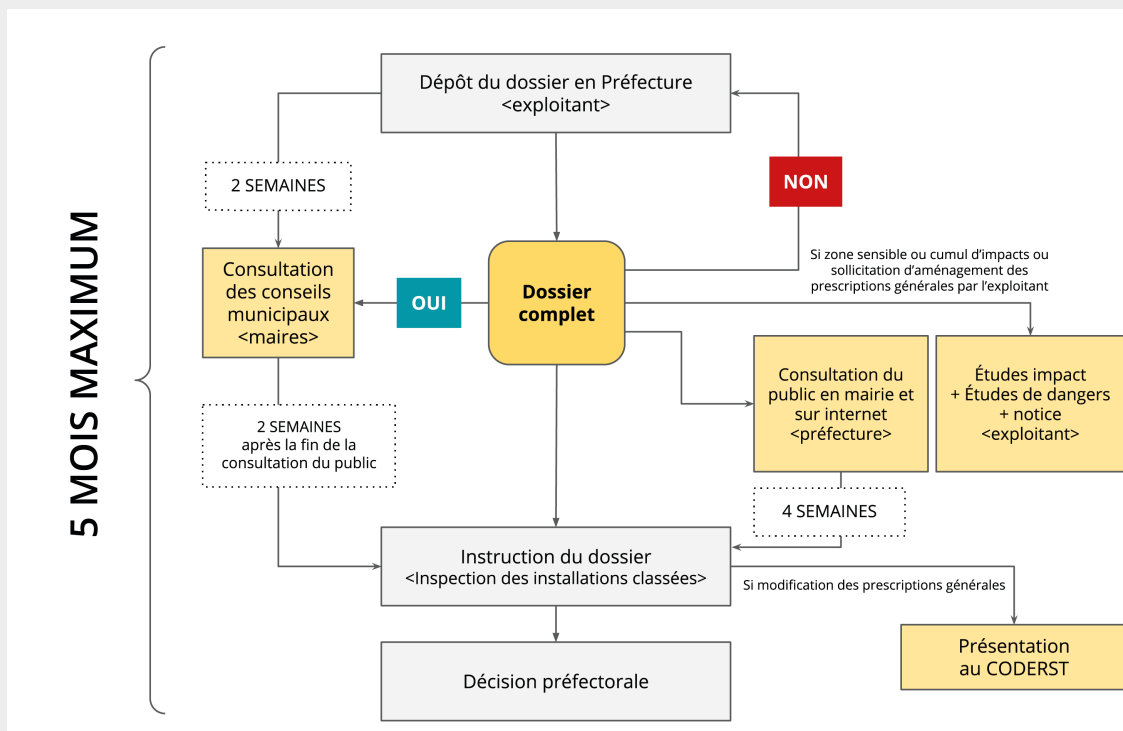 5 MOIS MAXIMUM
Dépôt du dossier en Préfecture
<exploitant>
2 SEMAINES
NON
Consultation
des conseils
municipaux
<maires>
OUI
Dossier
complet
Si zone sensible ou cumul d’impacts ou
sollicitation d’aménagement des
prescriptions générales par l’exploitant
Consultation du
public en mairie et
sur internet
<préfecture>
Études impact
+ Études de dangers
+ notice
<exploitant>
2 SEMAINES
après la fin de la
consultation du public
4 SEMAINES
Instruction du dossier
<Inspection des installations classées>
Si modification des prescriptions générales
Présentation
au CODERST
Décision préfectorale